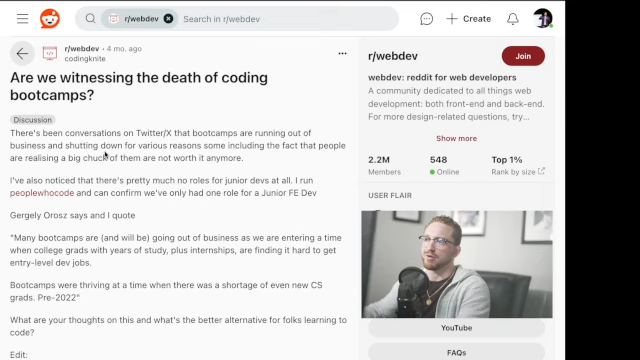 r/webdev
Search in r/webdev
Create
r/webdev • 4 mo. ago
codingknite
Are we witnessing the death of coding
bootcamps?
Discussion
There's been conversations on Twitter/X that bootcamps are running out of
business and shutting down for various reasons some including the fact that people
are realising a big chuck of them are not worth it anymore.
I've also noticed that there's pretty much no roles for junior devs at all. I run
peoplewhocode and can confirm we've only had one role for a Junior FE Dev
Gergely Orosz says and I quote
"Many bootcamps are (and will be) going out of business as we are entering a time
when college grads with years of study, plus internships, are finding it hard to get
entry-level dev jobs.
Bootcamps were thriving at a time when there was a shortage of even new CS
grads. Pre-2022"
What are your thoughts on this and what's the better alternative for folks learning to
code?
Edit:
r/webdev
Join
webdev: reddit for web developers
A community dedicated to all things web
development: both front-end and back-end.
For more design-related questions, try...
Show more
2.2M
Members
548
Online
Top 1%
Rank by size
USER FLAIR
YouTube
FAQs